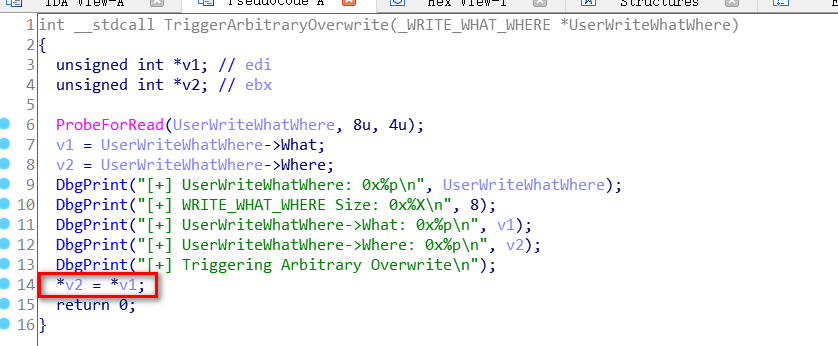 IDA View-A Pseudocode-A Hex View-1 Structures
1 int __stdcall TriggerArbitraryOverwrite(_WRITE_WHAT_WHERE *UserWriteWhatWhere)
2 {
3 unsigned int *v1; // edi
4 unsigned int *v2; // ebx
5
6 ProbeForRead(UserWriteWhatWhere, 8u, 4u);
7 v1 = UserWriteWhatWhere->What;
8 v2 = UserWriteWhatWhere->Where;
9 DbgPrint("[+] UserWriteWhatWhere: 0x%p\n", UserWriteWhatWhere);
10 DbgPrint("[+] WRITE_WHAT_WHERE Size: 0x%X\n", 8);
11 DbgPrint("[+] UserWriteWhatWhere->What: 0x%p\n", v1);
12 DbgPrint("[+] UserWriteWhatWhere->Where: 0x%p\n", v2);
13 DbgPrint("[+] Triggering Arbitrary Overwrite\n");
14 *v2 = *v1;
15 return 0;
16 }